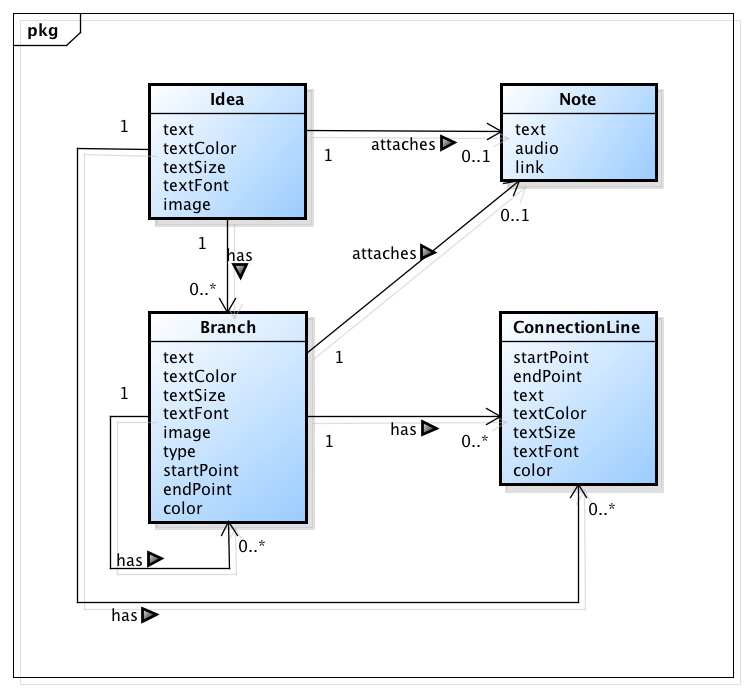 pkg
Idea
text
textColor
textSize
textFont
image
Note
text
audio
link
1
1
attaches
0..1
1
has
0..*
attaches
0..1
1
Branch
text
textColor
textSize
textFont
image
type
startPoint
endPoint
color
ConnectionLine
startPoint
endPoint
text
textColor
textSize
textFont
color
1
has
1
0..*
has
0..*
0..*
has